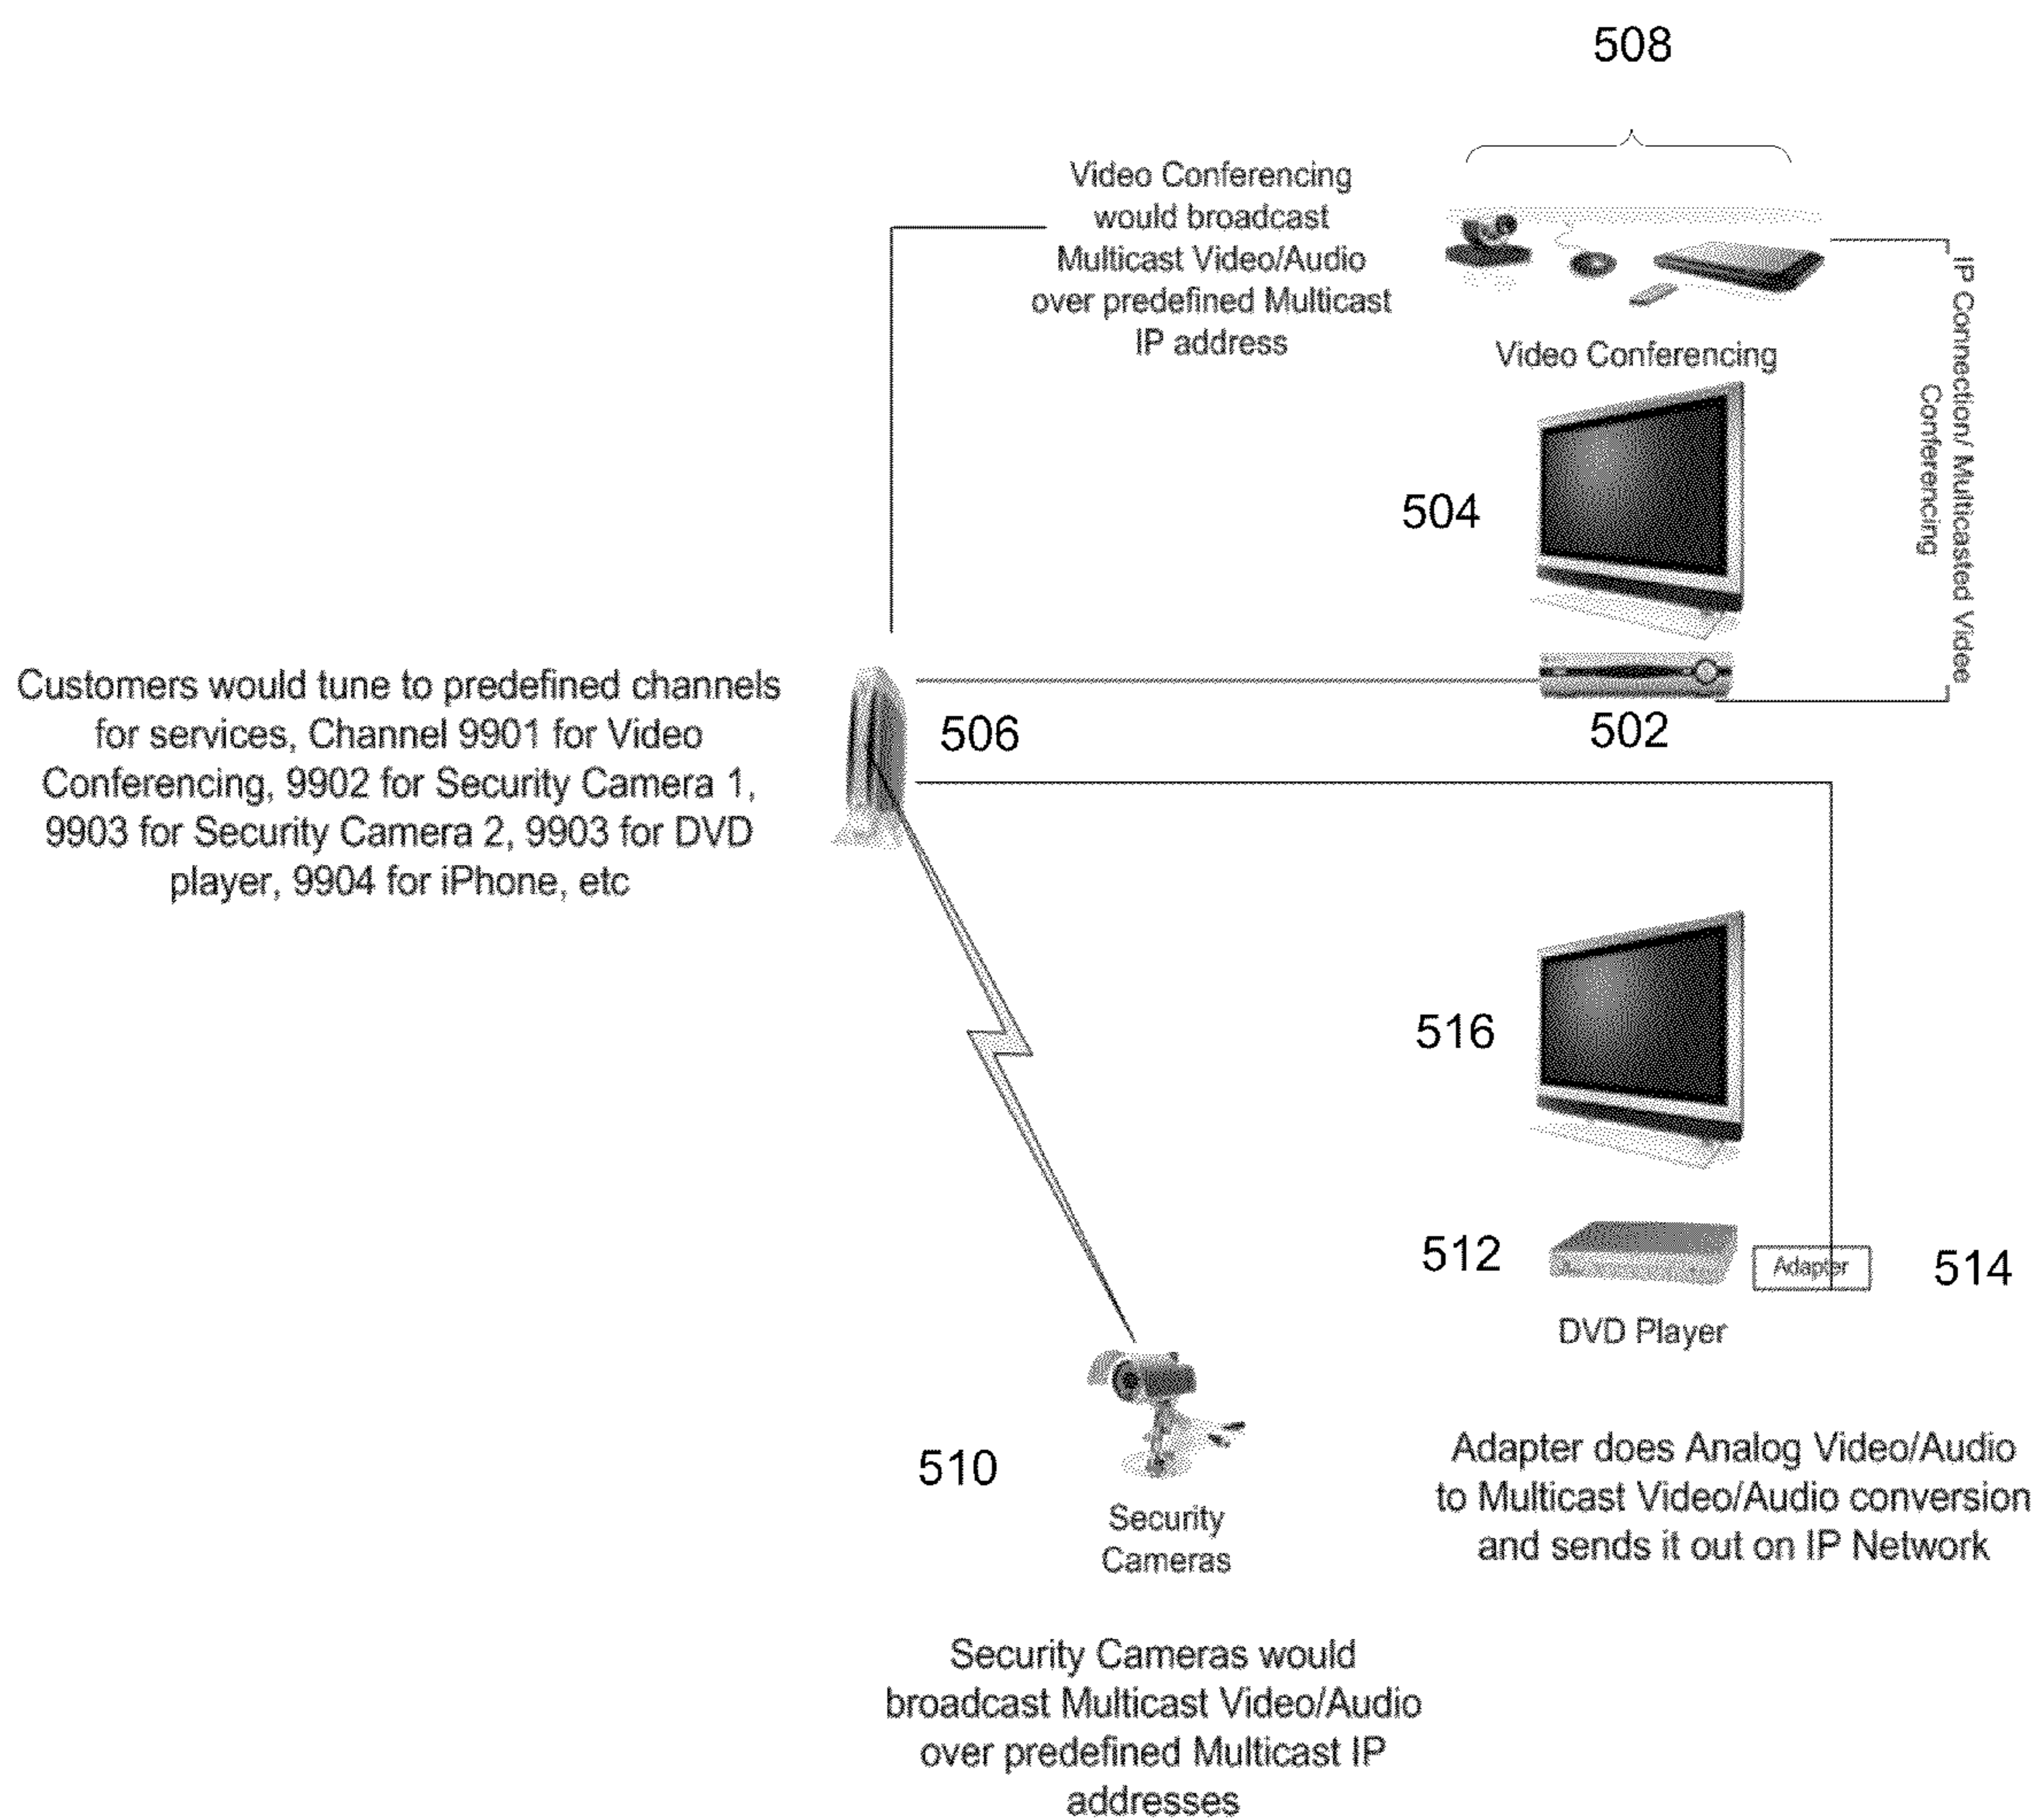 508
Video Conferencing
would broadcast
Multicast Video/Audio
over predefined Multicast
IP address
Video Conferencing
IP Connection/ Multicasted Video
Conferencing
504
Customers would tune to predefined channels
for services, Channel 9901 for Video
Conferencing, 9902 for Security Camera 1,
9903 for Security Camera 2, 9903 for DVD
player, 9904 for iPhone, etc
506
502
516
512
Adapter
514
DVD Player
510
Security
Cameras
Adapter does Analog Video/Audio
to Multicast Video/Audio conversion
and sends it out on IP Network
Security Cameras would
broadcast Multicast Video/Audio
over predefined Multicast IP
addresses